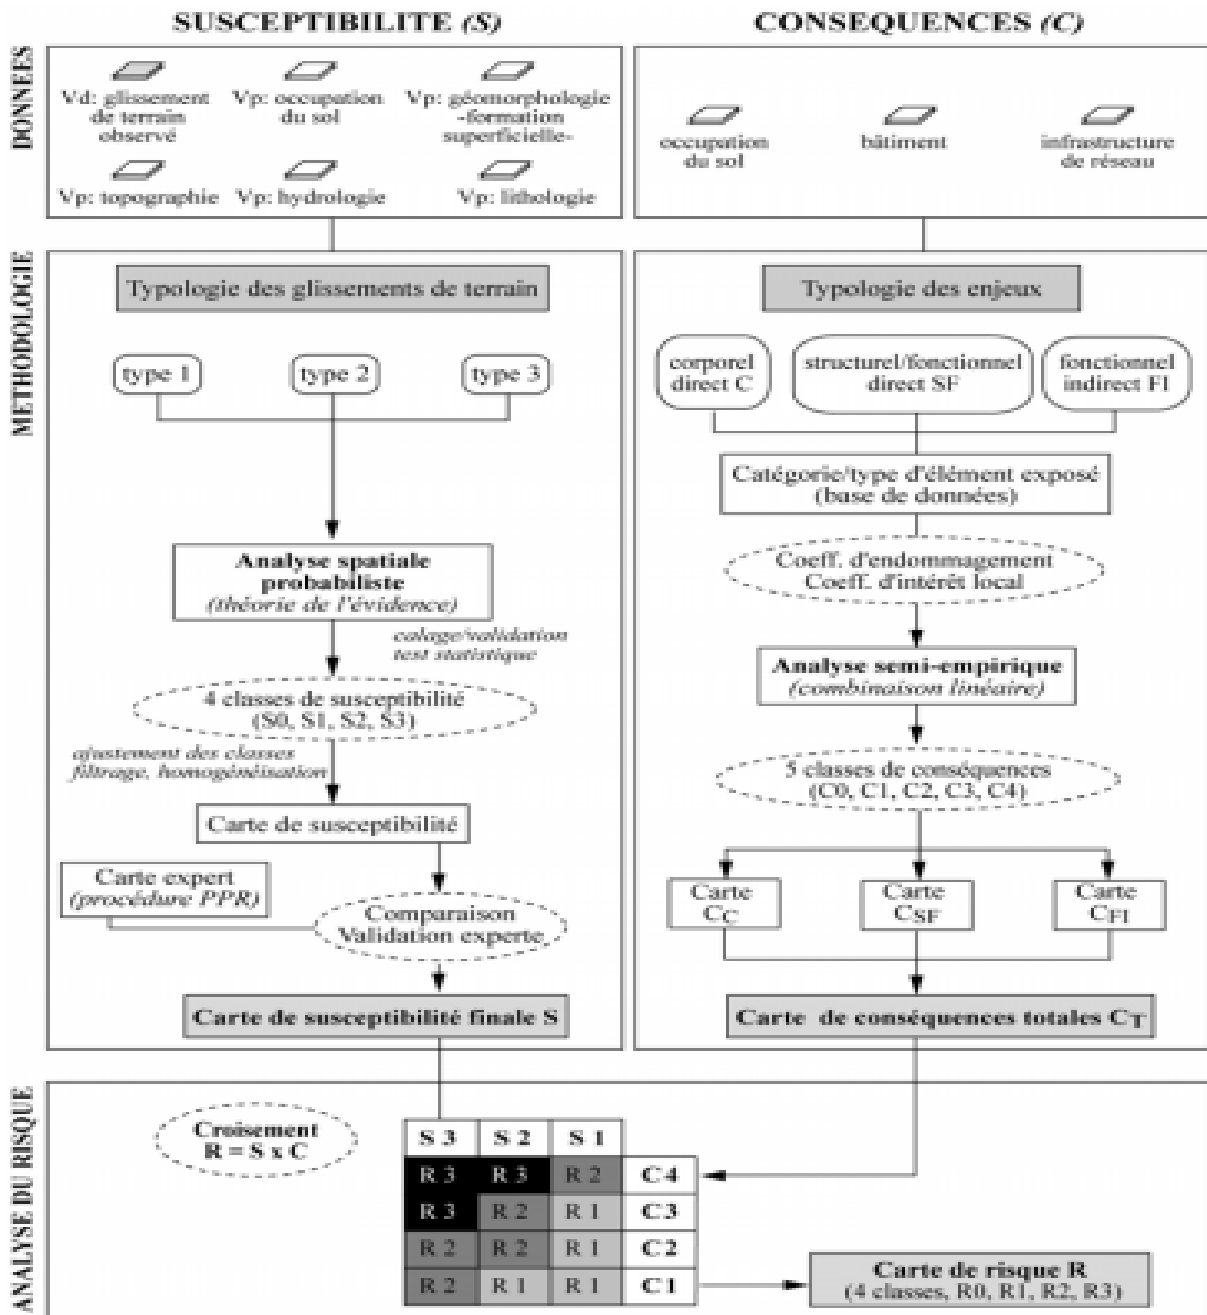 SUSCEPTIBILITE (S)
CONSEQUENCES (C)
DONNEES
Vd: glissement
de terrain
observé
Vp: occupation
du sol
Vp: géomorphologie
-formation
superficielle-
Vp: topographie
Vp: hydrologie
Vp: lithologie
occupation
du sol
bâtiment
infrastructure
de réseau
METHODOLOGIE
Typologie des glissements de terrain
type 1
type 2
type 3
Analyse spatiale
probabiliste
(théorie de l'évidence)
calage/validation
test statistique
4 classes de susceptibilité
(S0, S1, S2, S3)
ajustement des classes
filtrage, homogénéisation
Carte de susceptibilité
Carte expert
(procédure PPR)
Comparaison
Validation experte
Carte de susceptibilité finale S
Typologie des enjeux
corporel
direct C
structurel/fonctionnel
direct SF
fonctionnel
indirect FI
Catégorie/type d'élément exposé
(base de données)
Coeff. d'endommagement
Coeff. d'intérêt local
Analyse semi-empirique
(combinaison linéaire)
5 classes de conséquences
(C0, C1, C2, C3, C4)
Carte
CC
Carte
CSF
Carte
CFI
Carte de conséquences totales CT
ANALYSE DU RISQUE
Croisement
R = S x C
S 3 S 2 S 1
R 3 R 3 R 2 C4
R 3 R 2 R 1 C3
R 2 R 2 R 1 C2
R 2 R 1 R 1 C1
Carte de risque R
(4 classes, R0, R1, R2, R3)